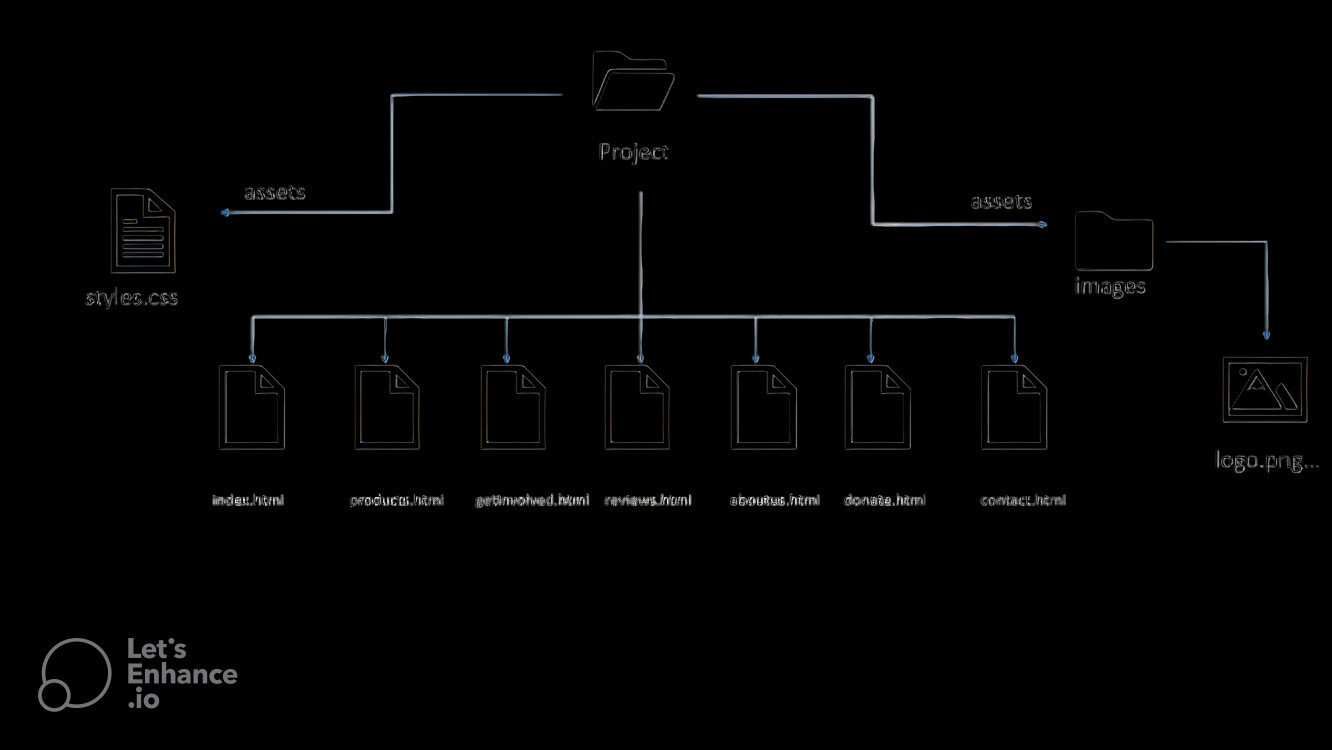 Project
assets
assets
styles.css
images
index.html
products.html
getinvolved.html
reviews.html
aboutus.html
donate.html
contact.html
logo.png...
Let's
Enhance
.io